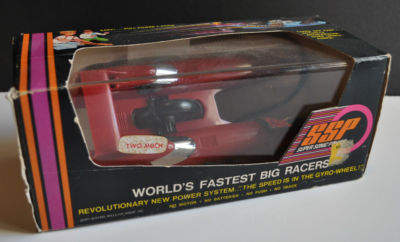 TWO MUCH
SSP
SUPER SONIC POWER
WORLD'S FASTEST BIG RACERS
REVOLUTIONARY NEW POWER SYSTEM...THE SPEED IS IN THE GYRO-WHEEL!
NO MOTOR • NO BATTERIES • NO PUSH • NO TRACK